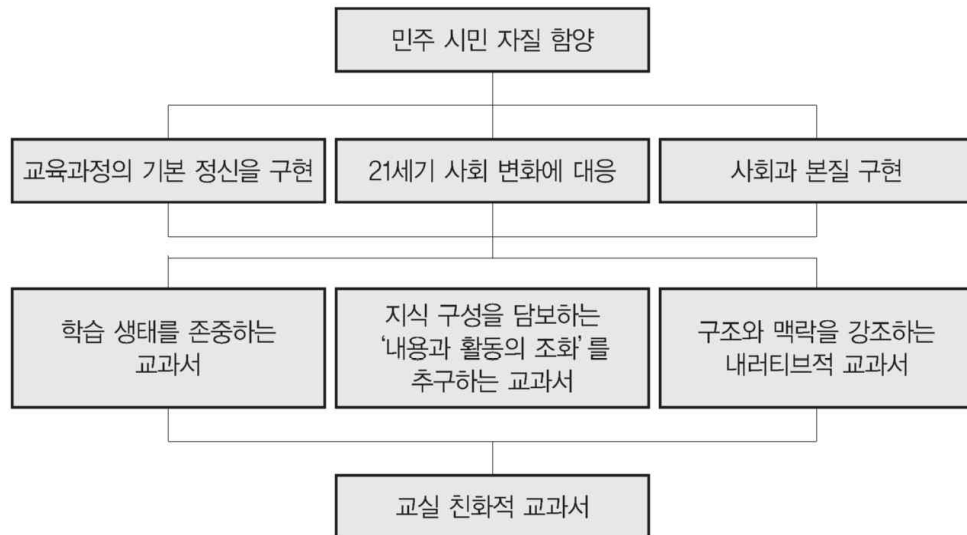 민주 시민 자질 함양
교육과정의 기본 정신을 구현
21세기 사회 변화에 대응
사회과 본질 구현
학습 생태를 존중하는
교과서
지식 구성을 담보하는
‘내용과 활동의 조화’를
추구하는 교과서
구조와 맥락을 강조하는
내러티브적 교과서
교실 친화적 교과서